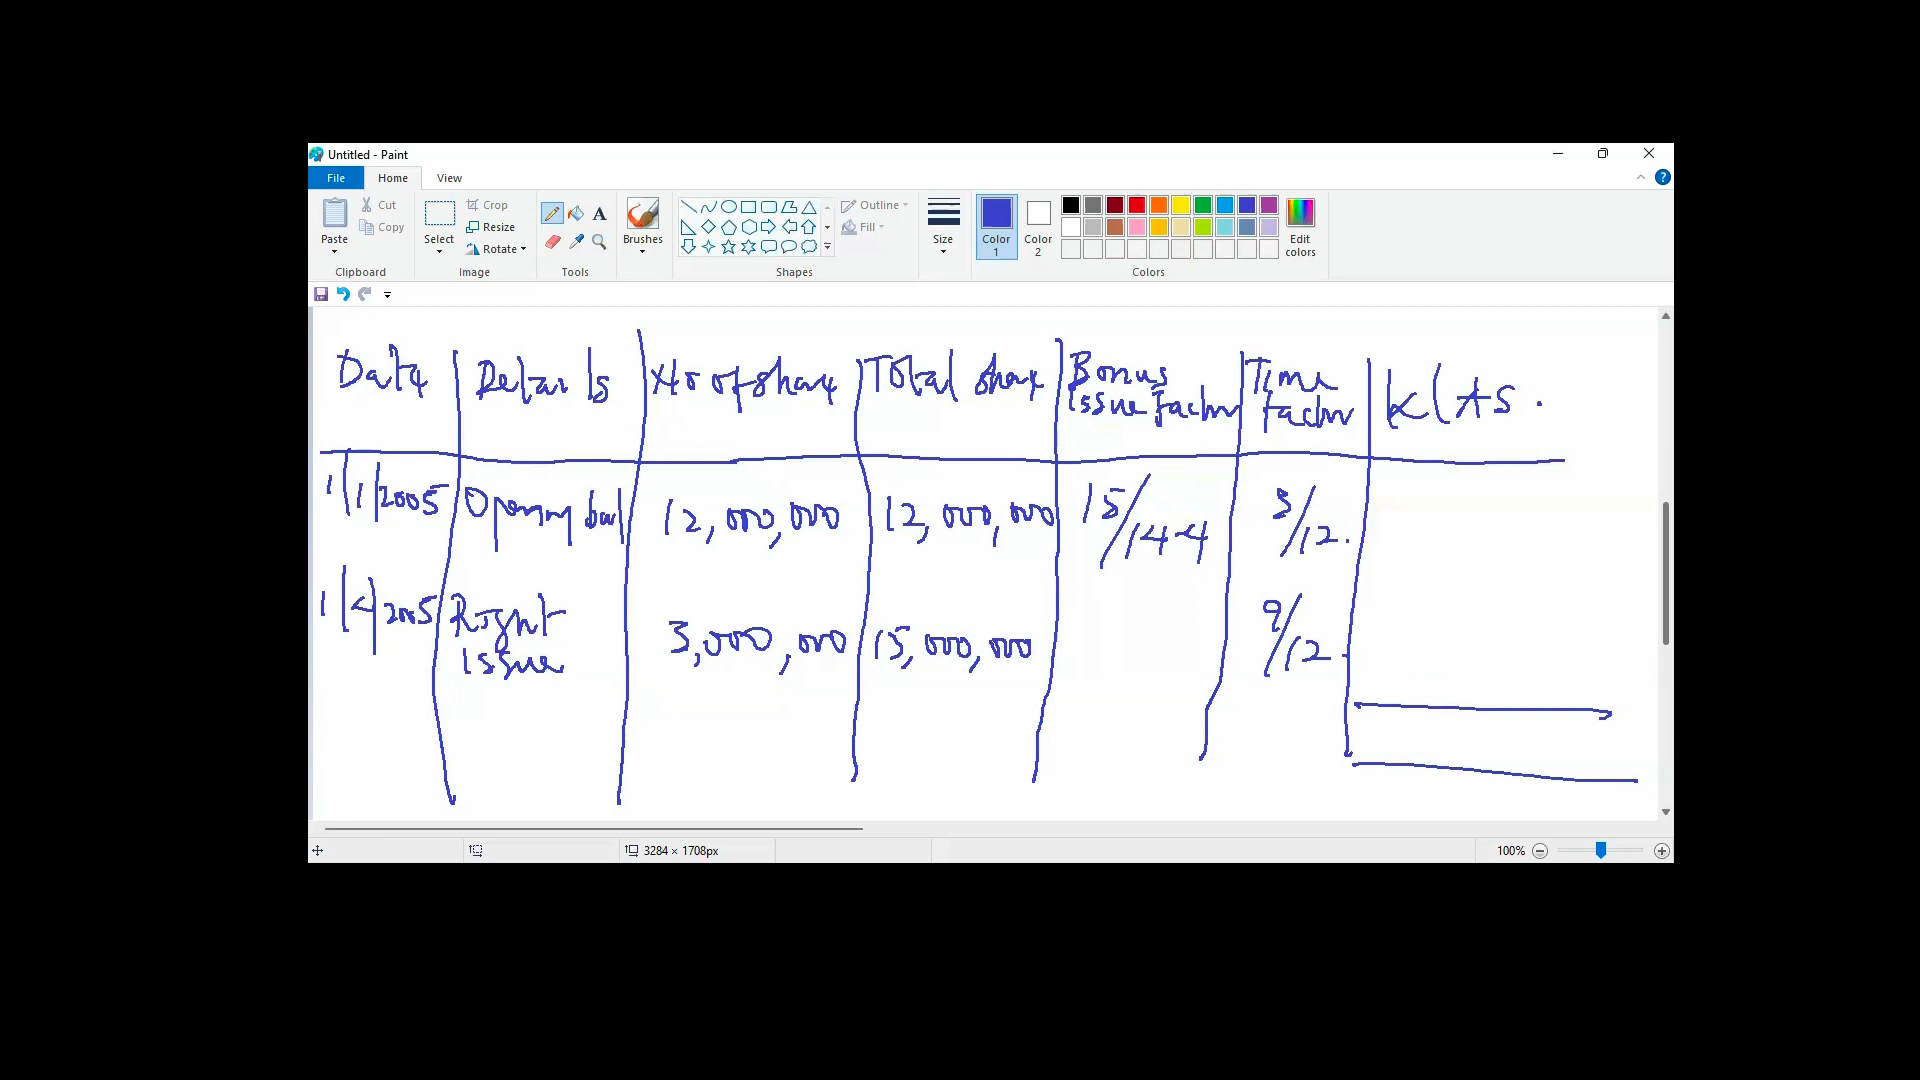 Untitled - Paint
File Home View
Paste Cut Copy Select Crop Resize Rotate Brushes Outline Fill Size Color 1 Color 2 Edit colors
Clipboard Image Tools Shapes Colors
Date Details No of share Total share Bonus issue factor Time factor
1/1/2005 Opening bal 12,000,000 12,000,000 15/14.4 3/12.
1/4/2005 Right issue 3,000,000 15,000,000 9/12.
3284 × 1708px 100%